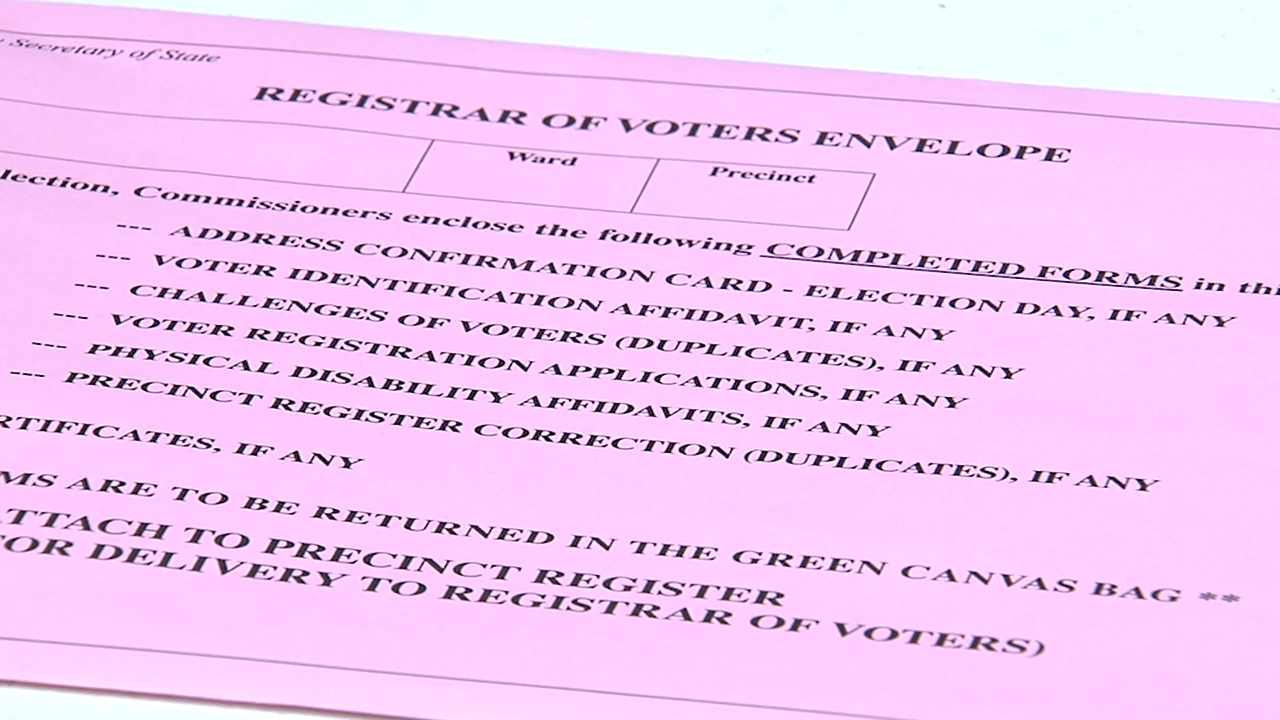 Secretary of State
REGISTRAR OF VOTERS ENVELOPE
Ward
Precinct
lection, Commissioners enclose the following COMPLETED FORMS in thi
--- ADDRESS CONFIRMATION CARD - ELECTION DAY, IF ANY
--- VOTER IDENTIFICATION AFFIDAVIT, IF ANY
--- CHALLENGES OF VOTERS (DUPLICATES), IF ANY
--- VOTER REGISTRATION APPLICATIONS, IF ANY
--- PHYSICAL DISABILITY AFFIDAVITS, IF ANY
--- PRECINCT REGISTER CORRECTION (DUPLICATES), IF ANY
RTIFICATES, IF ANY
MS ARE TO BE RETURNED IN THE GREEN CANVAS BAG **
ATTACH TO PRECINCT REGISTER
FOR DELIVERY TO REGISTRAR OF VOTERS)